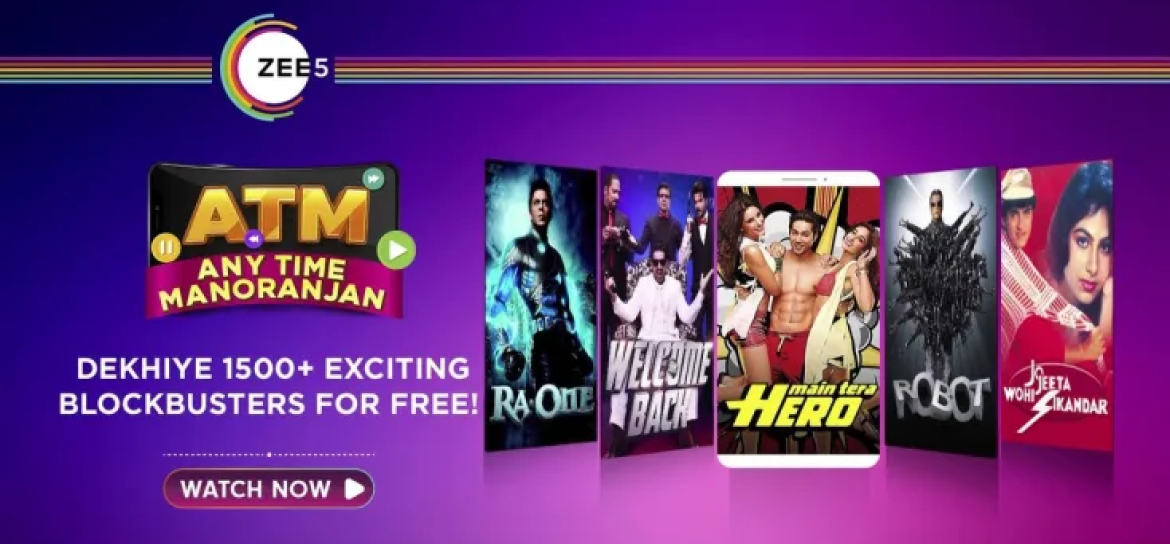 ZEE5
ATM
ANY TIME
MANORANJAN
DEKHIYE 1500+ EXCITING
BLOCKBUSTERS FOR FREE!
WATCH NOW
RA·ONE
WELCOME
BACK
main tera
HERO
ROBOT
JO JEETA
WOHI SIKANDAR